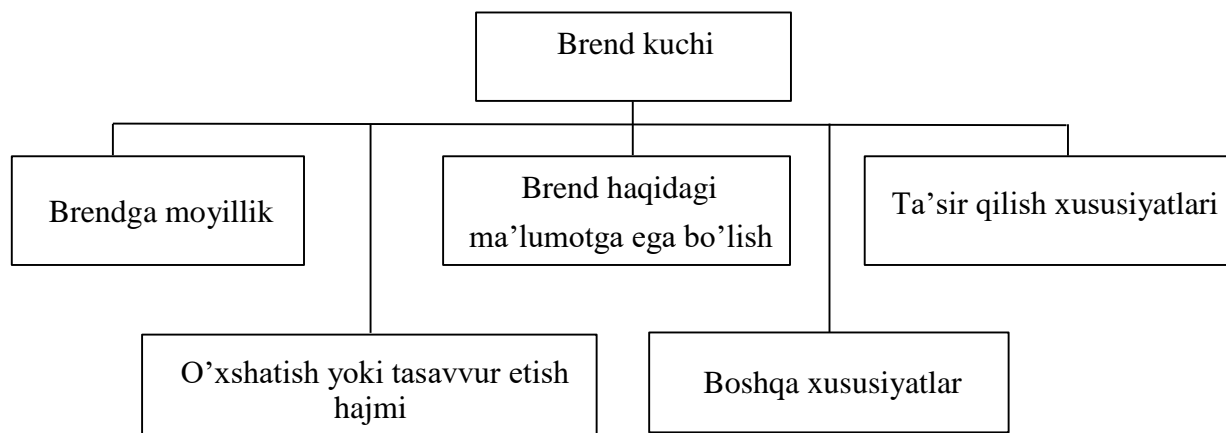 Brend kuchi
Brendga moyillik
Brend haqidagi
ma’lumotga ega bo’lish
Ta’sir qilish xususiyatlari
O’xshatish yoki tasavvur etish
hajmi
Boshqa xususiyatlar